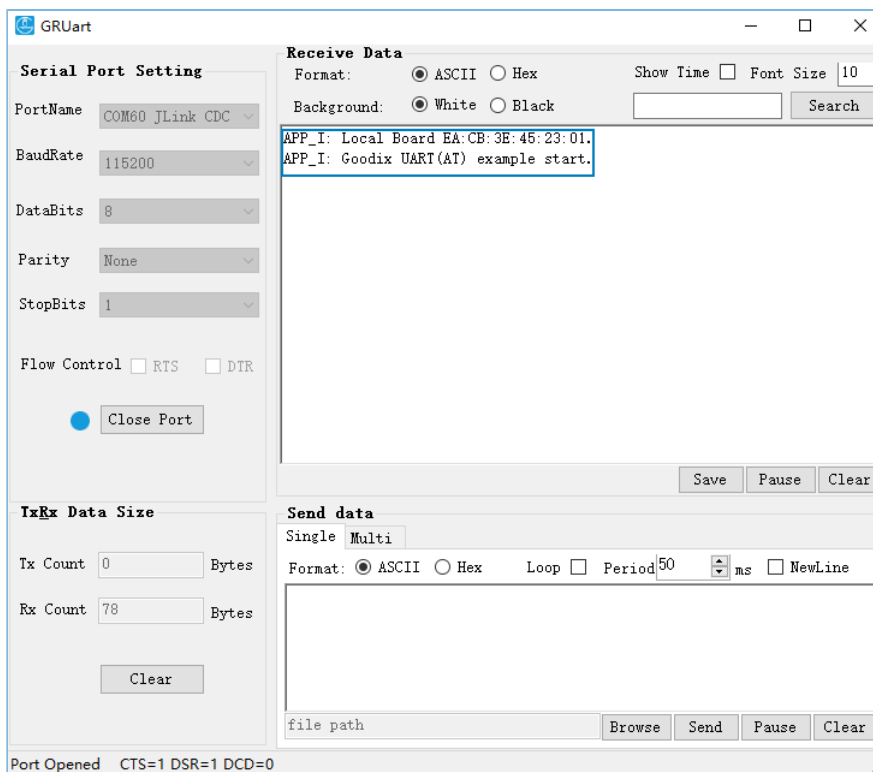 GRUart
Serial Port Setting
PortName COM60 JLink CDC
BaudRate 115200
DataBits 8
Parity None
StopBits 1
Flow Control RTS DTR
Close Port
Receive Data
Format: ASCII Hex Show Time Font Size 10
Background: White Black Search
APP_I: Local Board EA:CB:3E:45:23:01.
APP_I: Goodix UART(AT) example start.
Save Pause Clear
TxRx Data Size
Tx Count 0 Bytes
Rx Count 78 Bytes
Clear
Send data
Single Multi
Format: ASCII Hex Loop Period 50 ms NewLine
file path Browse Send Pause Clear
Port Opened CTS=1 DSR=1 DCD=0